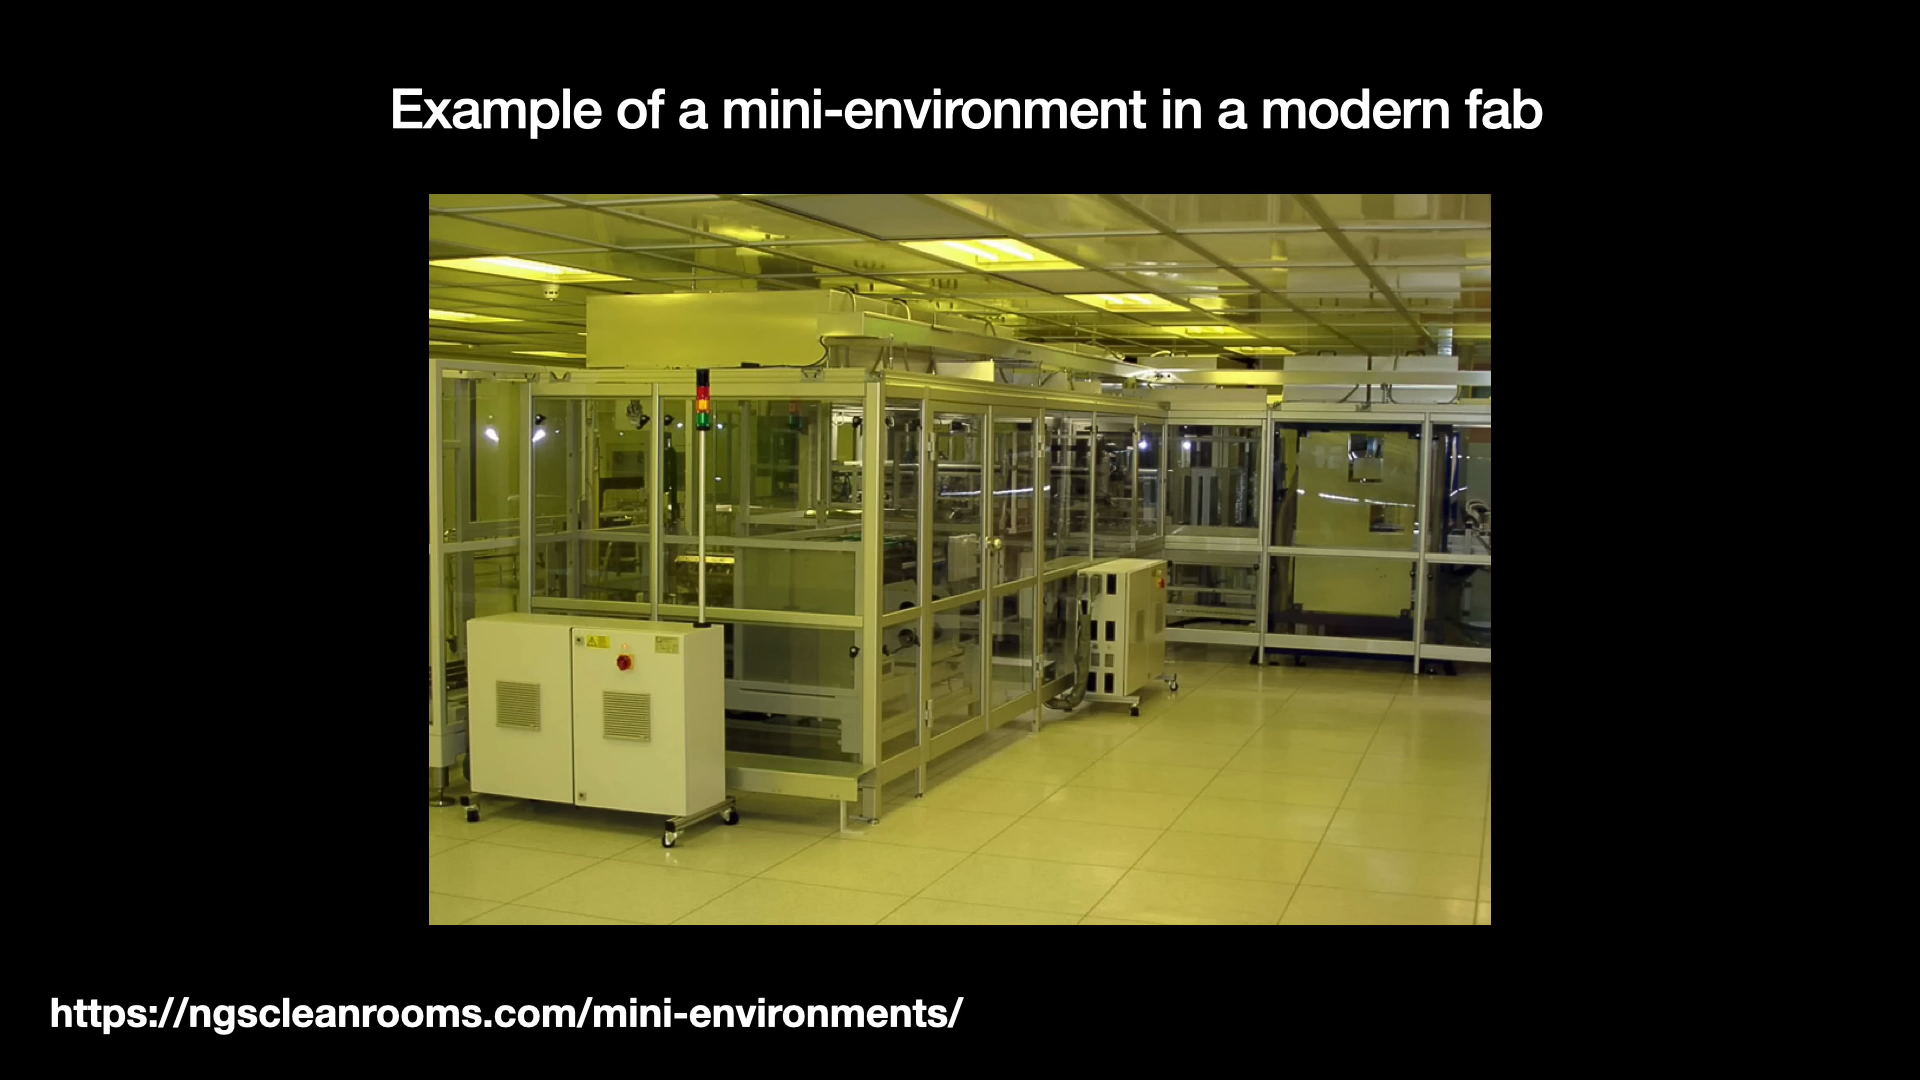 Example of a mini-environment in a modern fab
https://ngscleanrooms.com/mini-environments/